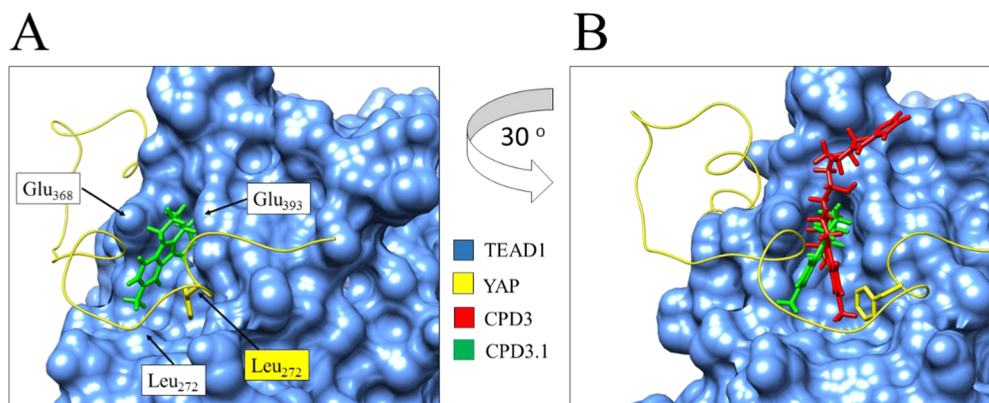 A
B
30 o
Glu368
Glu393
TEAD1
YAP
CPD3
CPD3.1
Leu272
Leu272